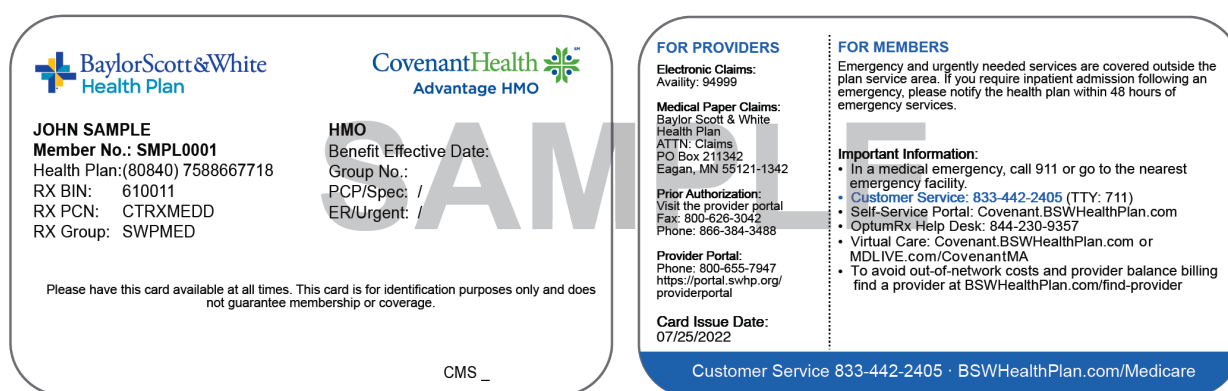 BaylorScott&White
Health Plan
CovenantHealth SM
Advantage HMO
JOHN SAMPLE
Member No.: SMPL0001
Health Plan:(80840) 7588667718
RX BIN: 610011
RX PCN: CTRXMEDD
RX Group: SWPMED
HMO
Benefit Effective Date:
Group No.:
PCP/Spec: /
ER/Urgent: /
Please have this card available at all times. This card is for identification purposes only and does
not guarantee membership or coverage.
CMS _
SAMPLE
FOR PROVIDERS
Electronic Claims:
Availity: 94999
Medical Paper Claims:
Baylor Scott & White
Health Plan
ATTN: Claims
PO Box 211342
Eagan, MN 55121-1342
Prior Authorization:
Visit the provider portal
Fax: 800-626-3042
Phone: 866-384-3488
Provider Portal:
Phone: 800-655-7947
https://portal.swhp.org/
providerportal
Card Issue Date:
07/25/2022
FOR MEMBERS
Emergency and urgently needed services are covered outside the
plan service area. If you require inpatient admission following an
emergency, please notify the health plan within 48 hours of
emergency services.
Important Information:
• In a medical emergency, call 911 or go to the nearest
emergency facility.
• Customer Service: 833-442-2405 (TTY: 711)
• Self-Service Portal: Covenant.BSWHealthPlan.com
• OptumRx Help Desk: 844-230-9357
• Virtual Care: Covenant.BSWHealthPlan.com or
MDLIVE.com/CovenantMA
• To avoid out-of-network costs and provider balance billing
find a provider at BSWHealthPlan.com/find-provider
Customer Service 833-442-2405 · BSWHealthPlan.com/Medicare